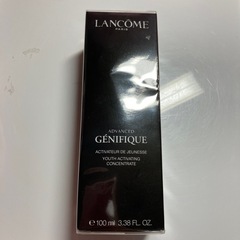 LANCÔME
PARIS
ADVANCED
GÉNIFIQUE
ACTIVATEUR DE JEUNESSE
YOUTH ACTIVATING
CONCENTRATE
℮ 100 ml 3.38 FL. OZ.